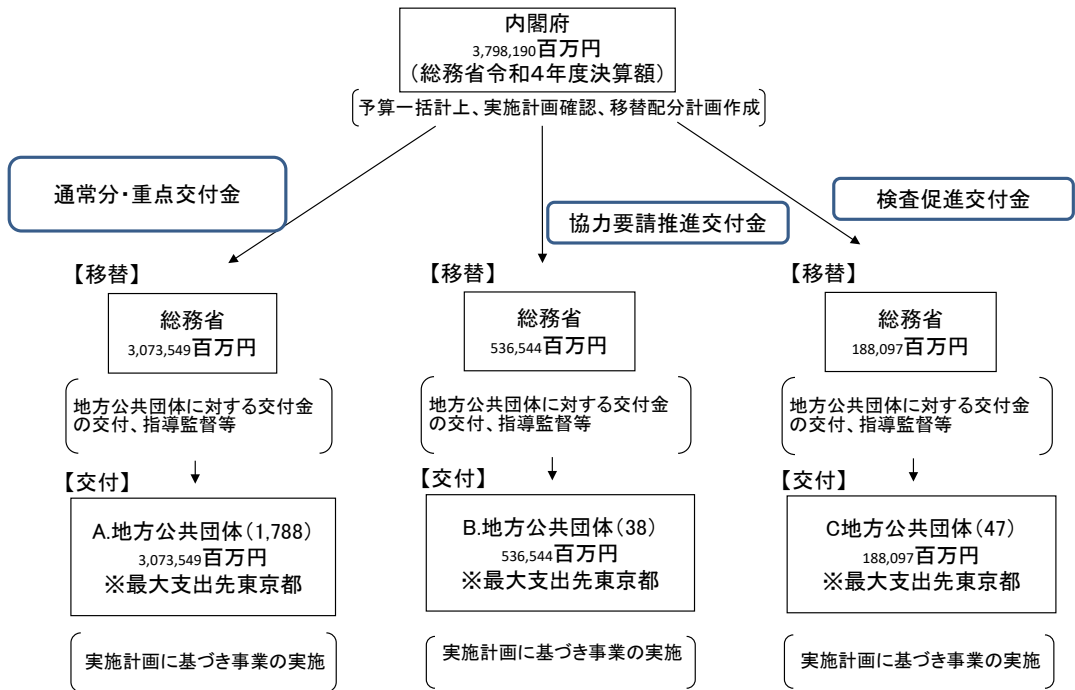 内閣府
3,798,190百万円
(総務省令和4年度決算額)
予算一括計上、実施計画確認、移替配分計画作成
通常分・重点交付金
協力要請推進交付金
検査促進交付金
【移替】
総務省
3,073,549百万円
地方公共団体に対する交付金
の交付、指導監督等
【交付】
A.地方公共団体(1,788)
3,073,549百万円
※最大支出先東京都
実施計画に基づき事業の実施
【移替】
総務省
536,544百万円
地方公共団体に対する交付金
の交付、指導監督等
【交付】
B.地方公共団体(38)
536,544百万円
※最大支出先東京都
実施計画に基づき事業の実施
【移替】
総務省
188,097百万円
地方公共団体に対する交付金
の交付、指導監督等
【交付】
C地方公共団体(47)
188,097百万円
※最大支出先東京都
実施計画に基づき事業の実施